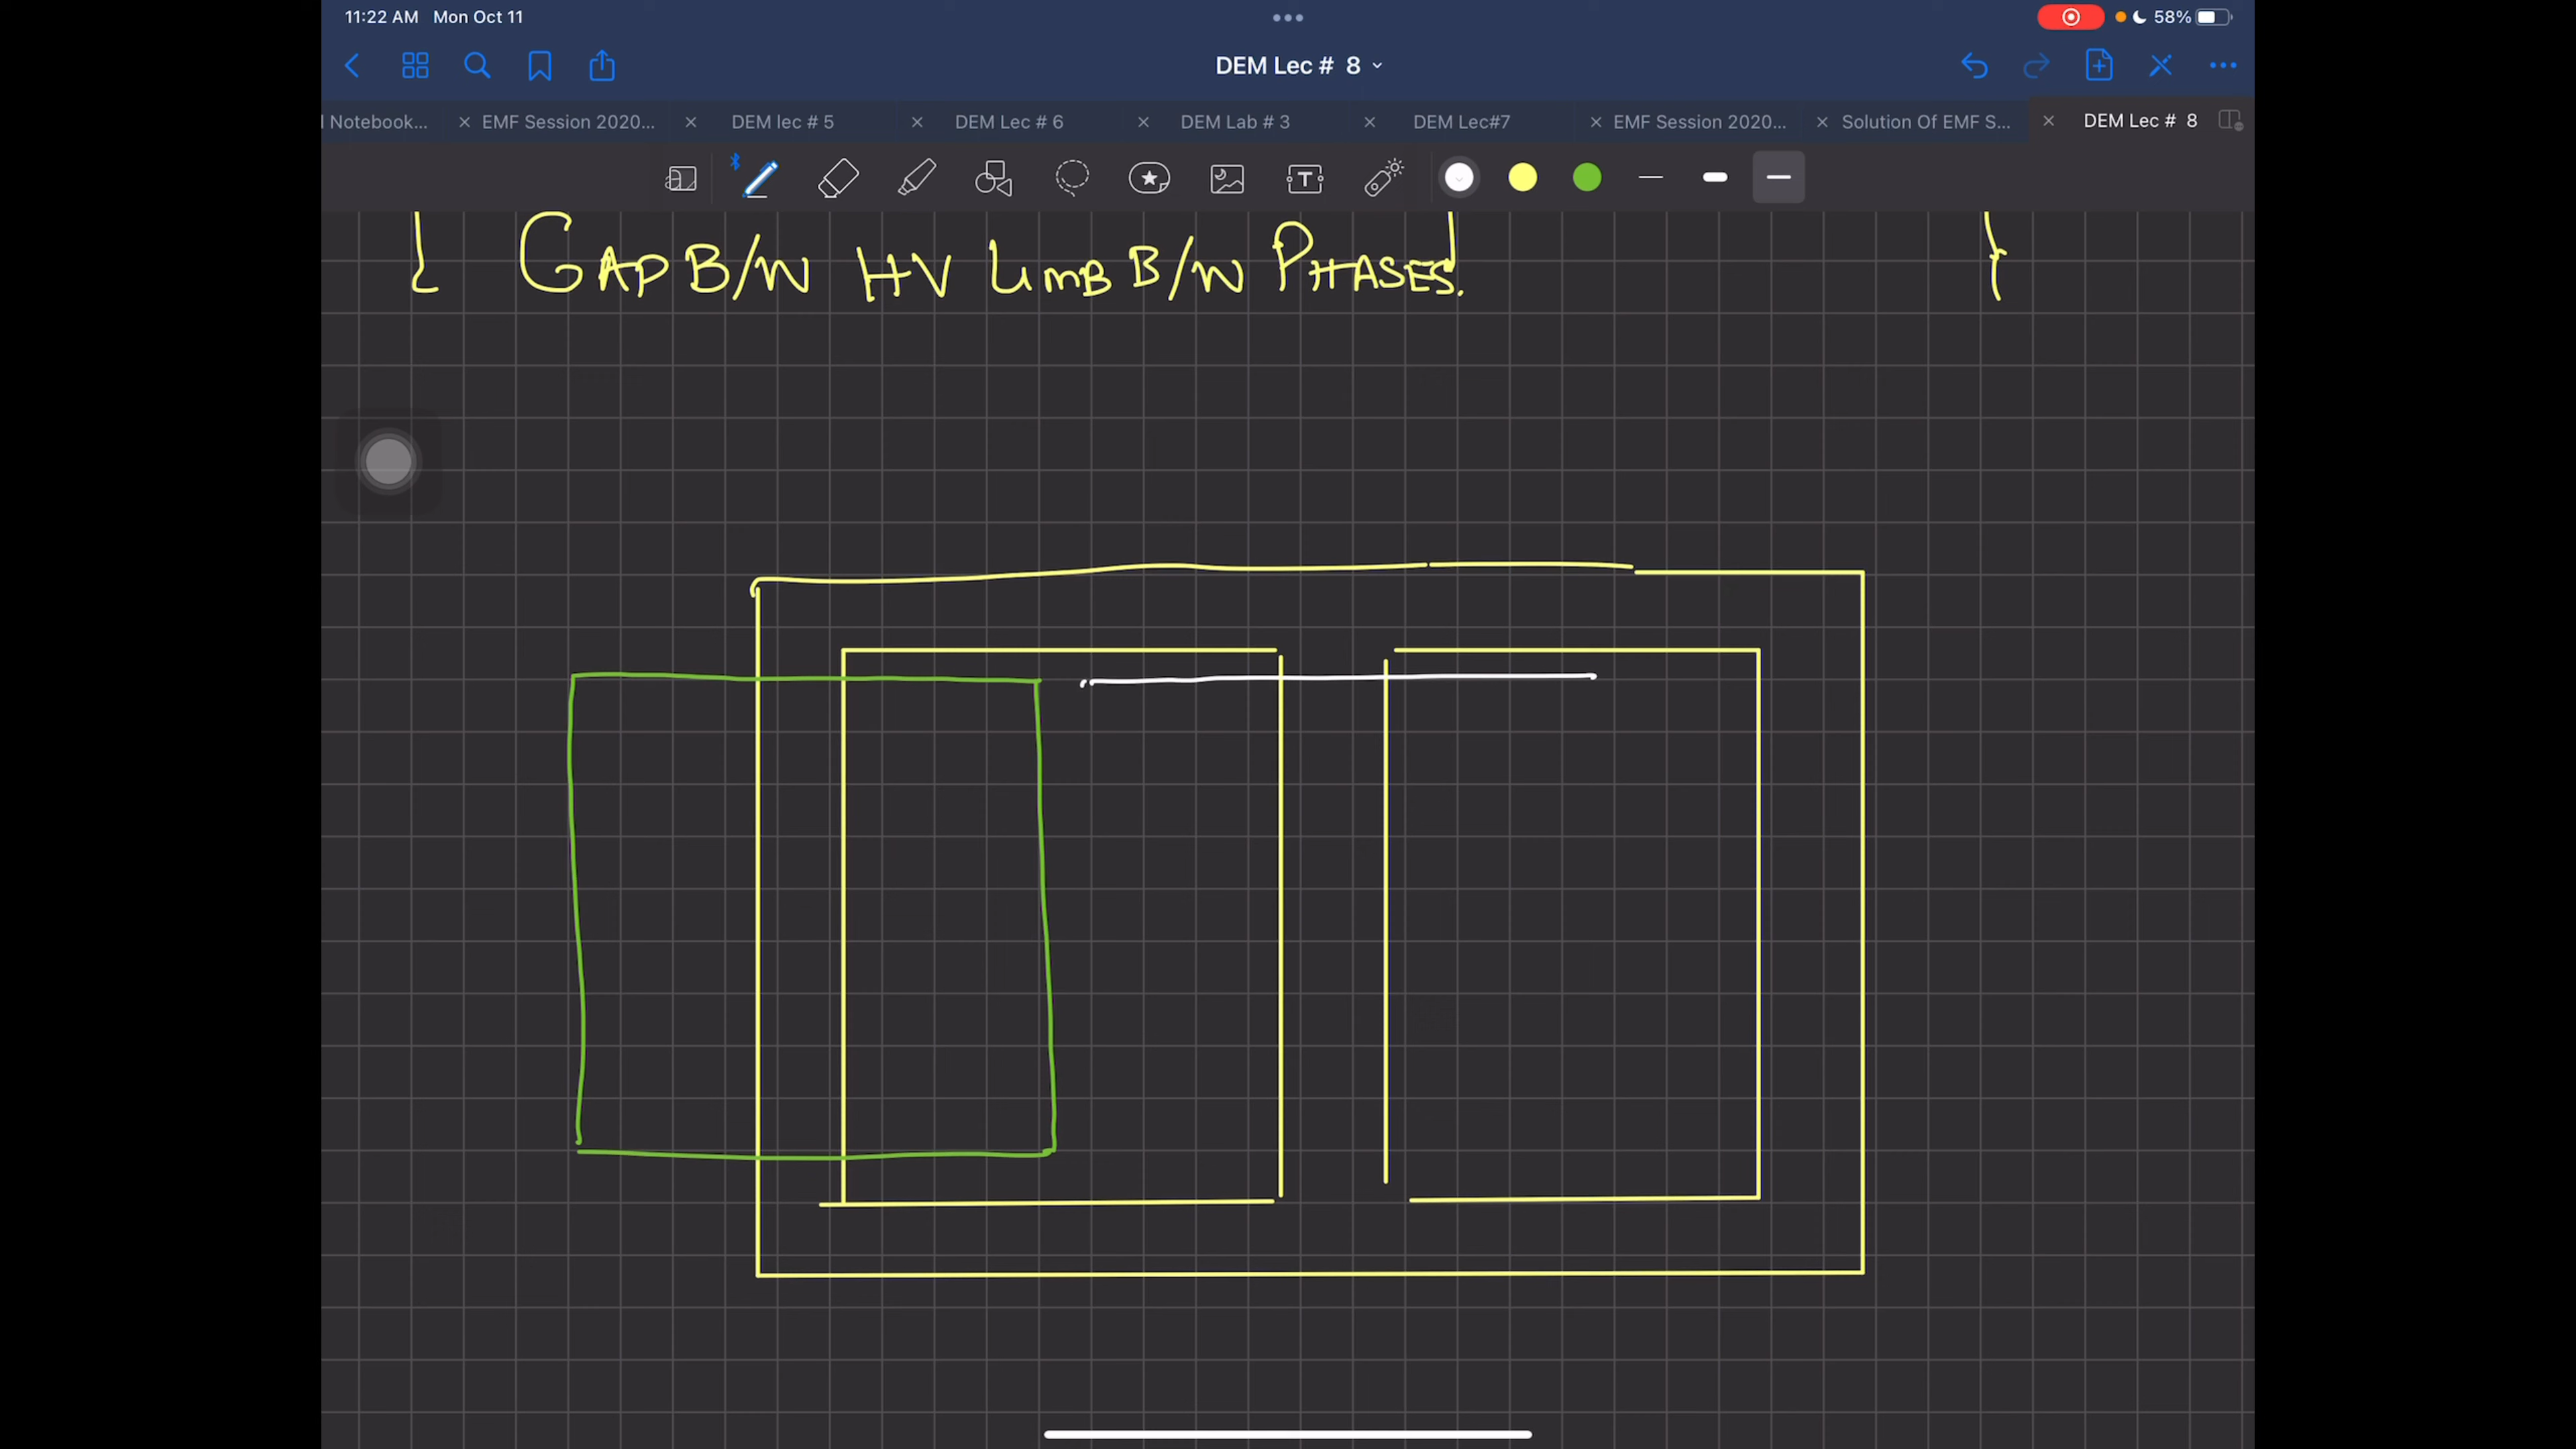 11:22 AM Mon Oct 11 58%
DEM Lec # 8
l Notebook... EMF Session 2020... DEM lec # 5 DEM Lec # 6 DEM Lab # 3 DEM Lec#7 EMF Session 2020... Solution Of EMF S... DEM Lec # 8
GAP B/N HV LIMB B/N PHASES.